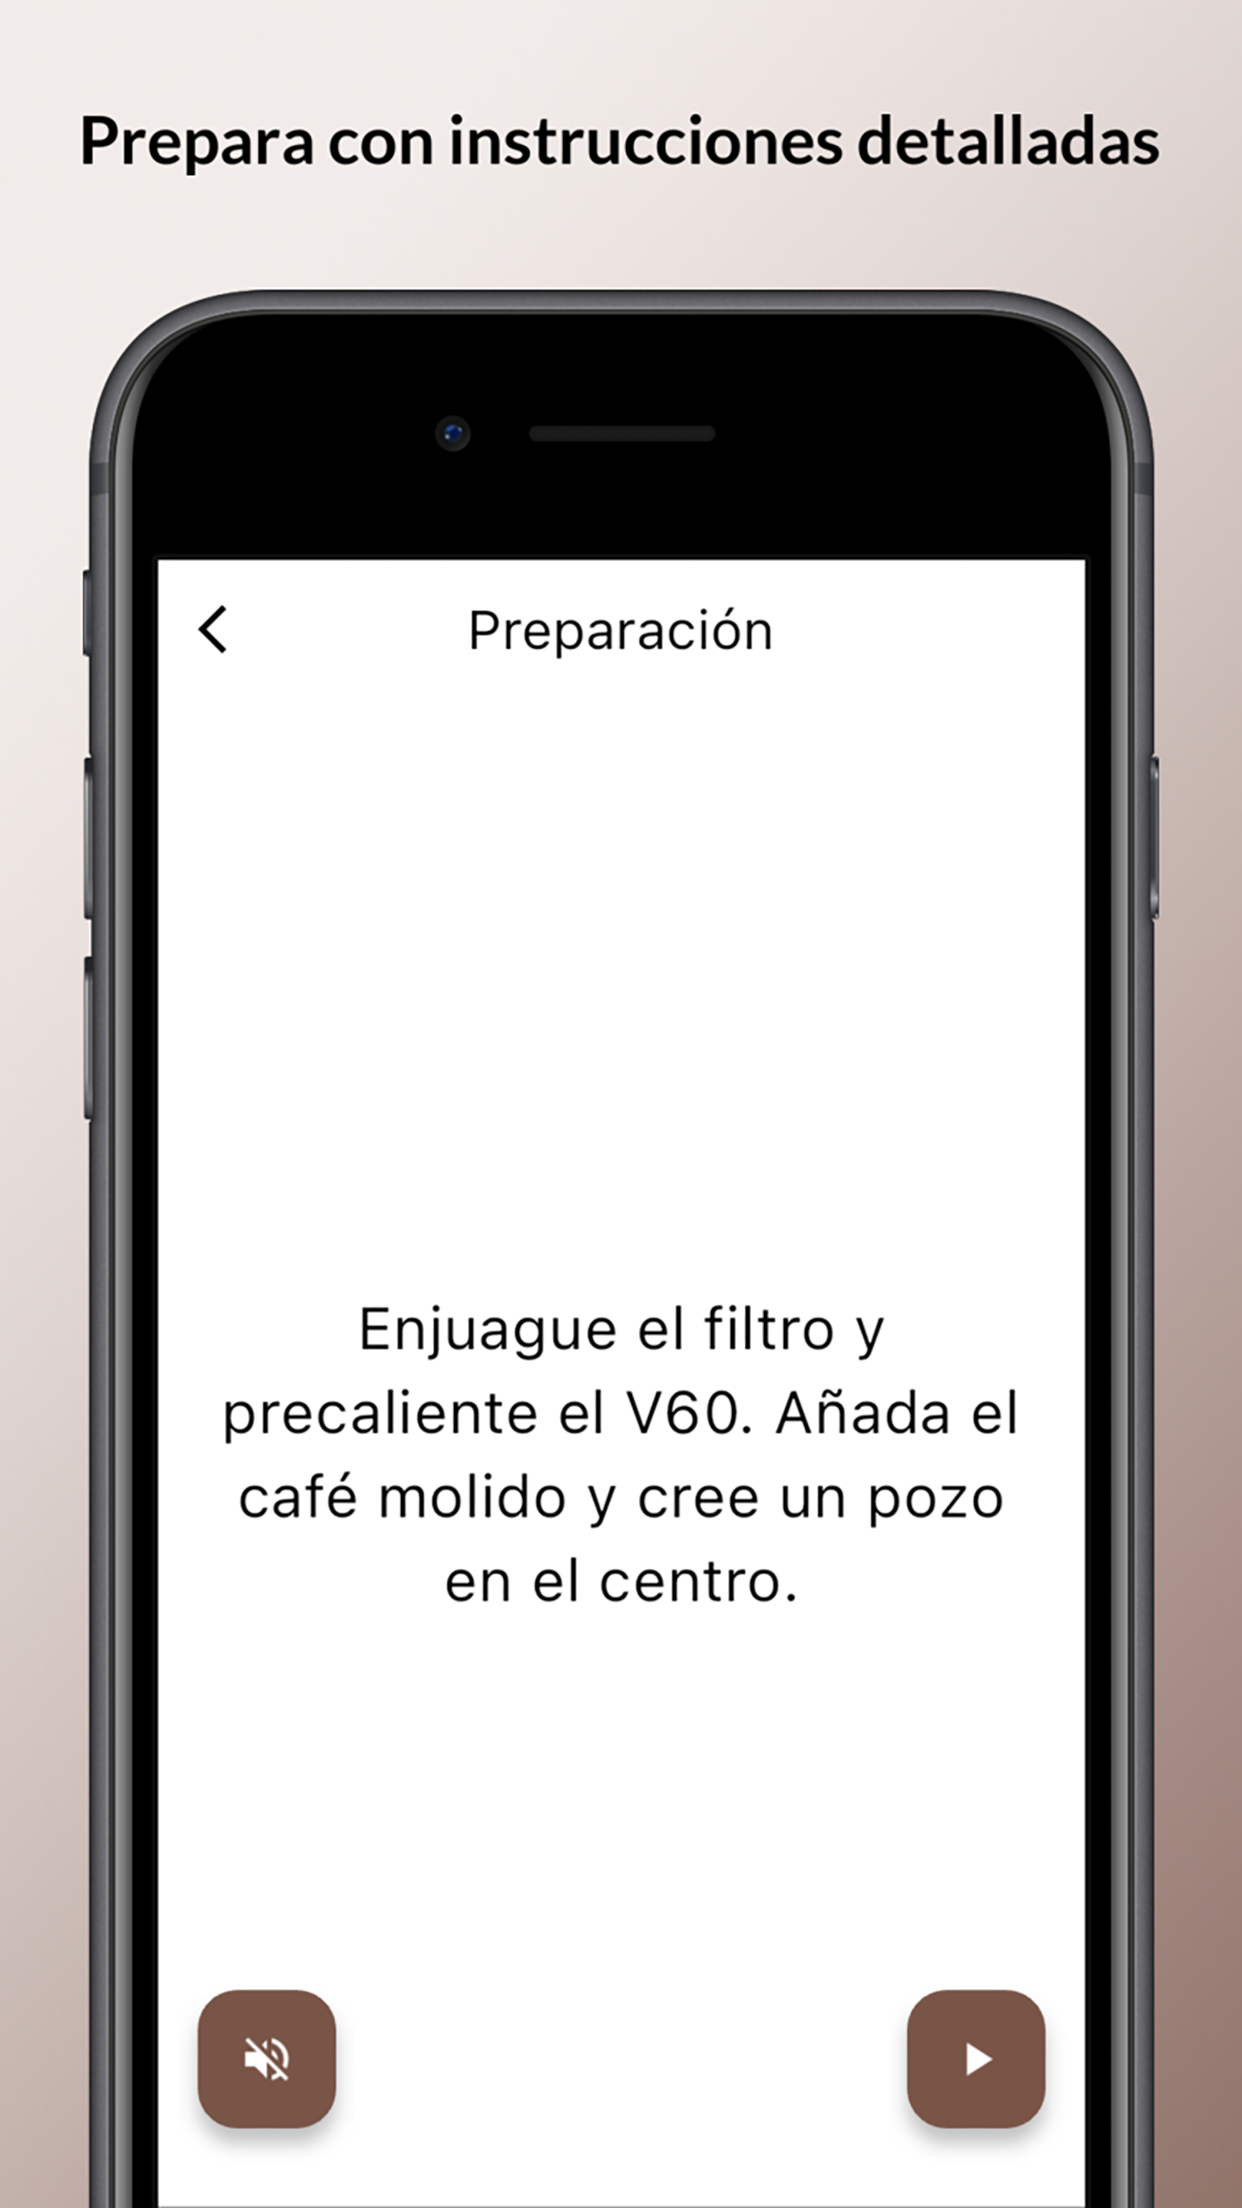 Prepara con instrucciones detalladas
Preparación
Enjuague el filtro y
precaliente el V60. Añada el
café molido y cree un pozo
en el centro.